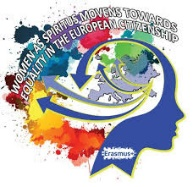 WOMEN AS SPIRITUS MOVENS TOWARDS
EQUALITY IN THE EUROPEAN CITIZENSHIP
Erasmus+